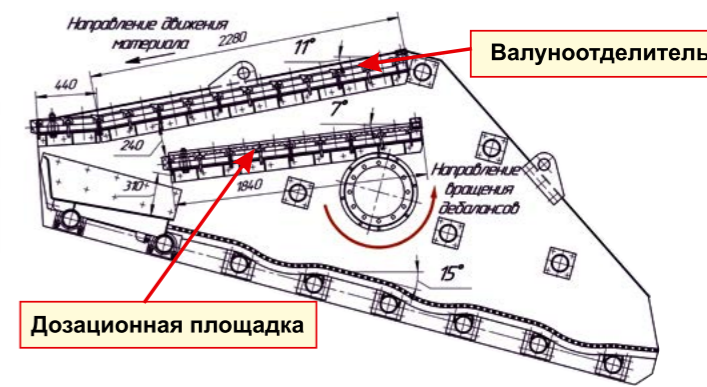 Направление движения
материала
2280
11°
Валуноотделитель
440
7°
240
Направление
вращения
дебалансов
310
1840
15°
Дозационная площадка